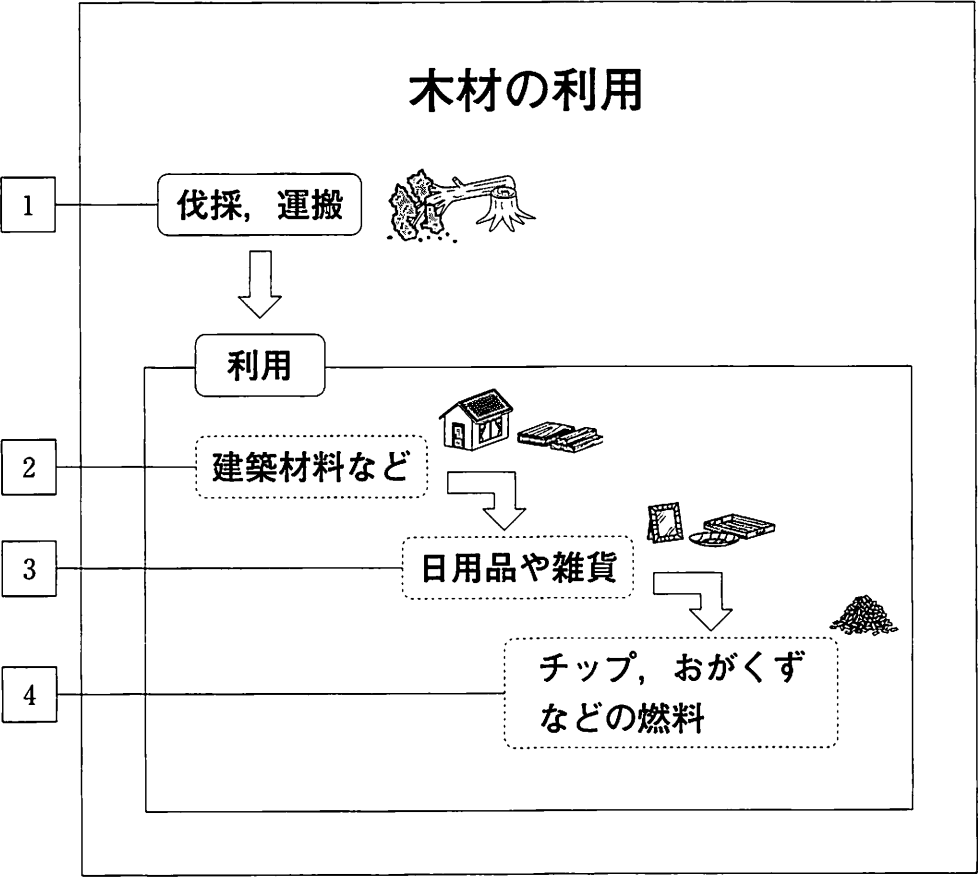 木材の利用
1
伐採，運搬
利用
2
建築材料など
3
日用品や雑貨
4
チップ，おがくず
などの燃料